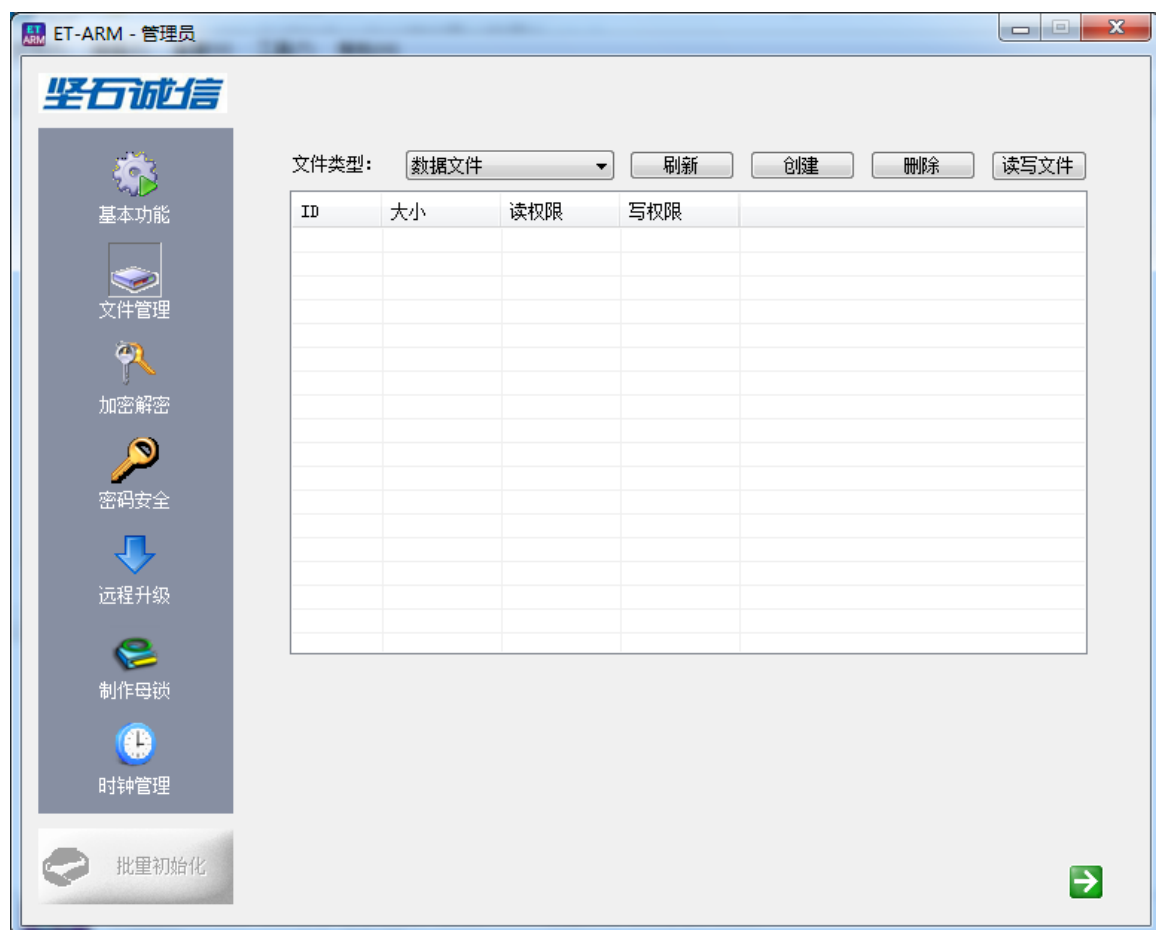 ET ARM
ET-ARM - 管理员
坚石诚信
基本功能
文件管理
加密解密
密码安全
远程升级
制作母锁
时钟管理
批里初始化
文件类型：
数据文件
刷新
创建
删除
读写文件
ID 大小 读权限 写权限